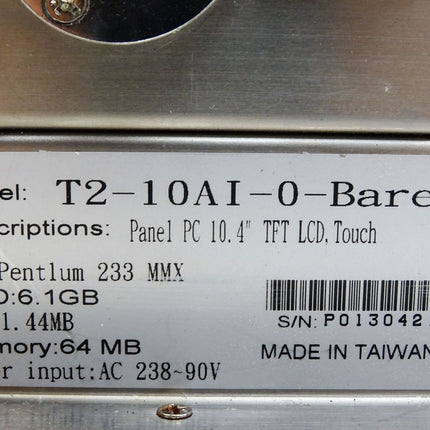 el: T2-10AI-0-Bare
criptions: Panel PC 10.4" TFT LCD, Touch
Pentlum 233 MMX
D:6.1GB
1.44MB
S/N: P013042
mory:64 MB
MADE IN TAIWAN
er input:AC 238~90V